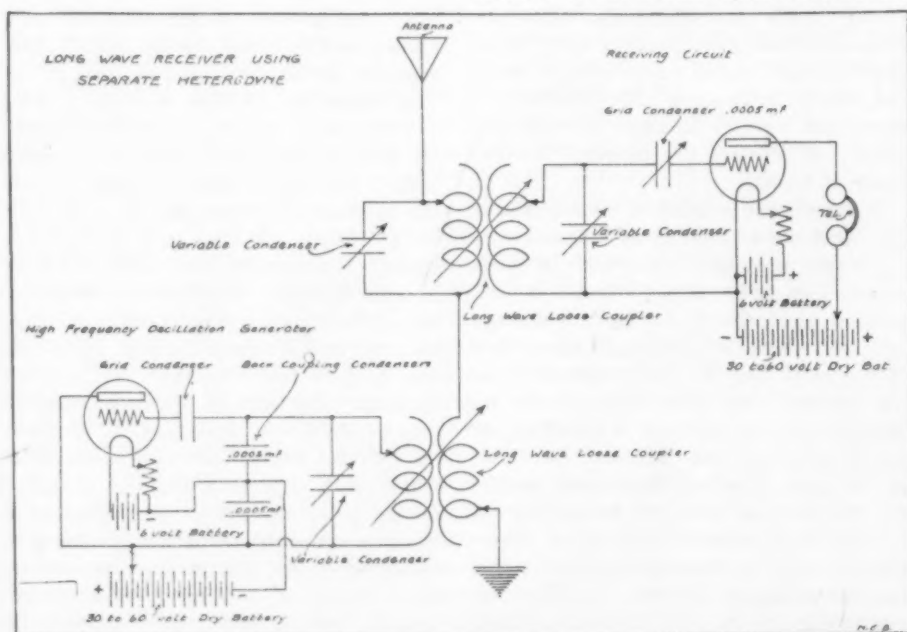 Antenna
LONG WAVE RECEIVER USING
SEPARATE HETERODYNE
Receiving Circuit
Grid Condenser .0005 mf
Tel.
Variable Condenser
Variable Condenser
+
6 volt Battery
Long Wave Loose Coupler
- +
30 to 60 volt Dry Bat
High Frequency Oscillation Generator
Grid Condenser Back Coupling Condensers
.0005 mf
Long Wave Loose Coupler
-
.0005 mf
6 volt Battery
Variable Condenser
+ -
30 to 60 volt Dry Battery